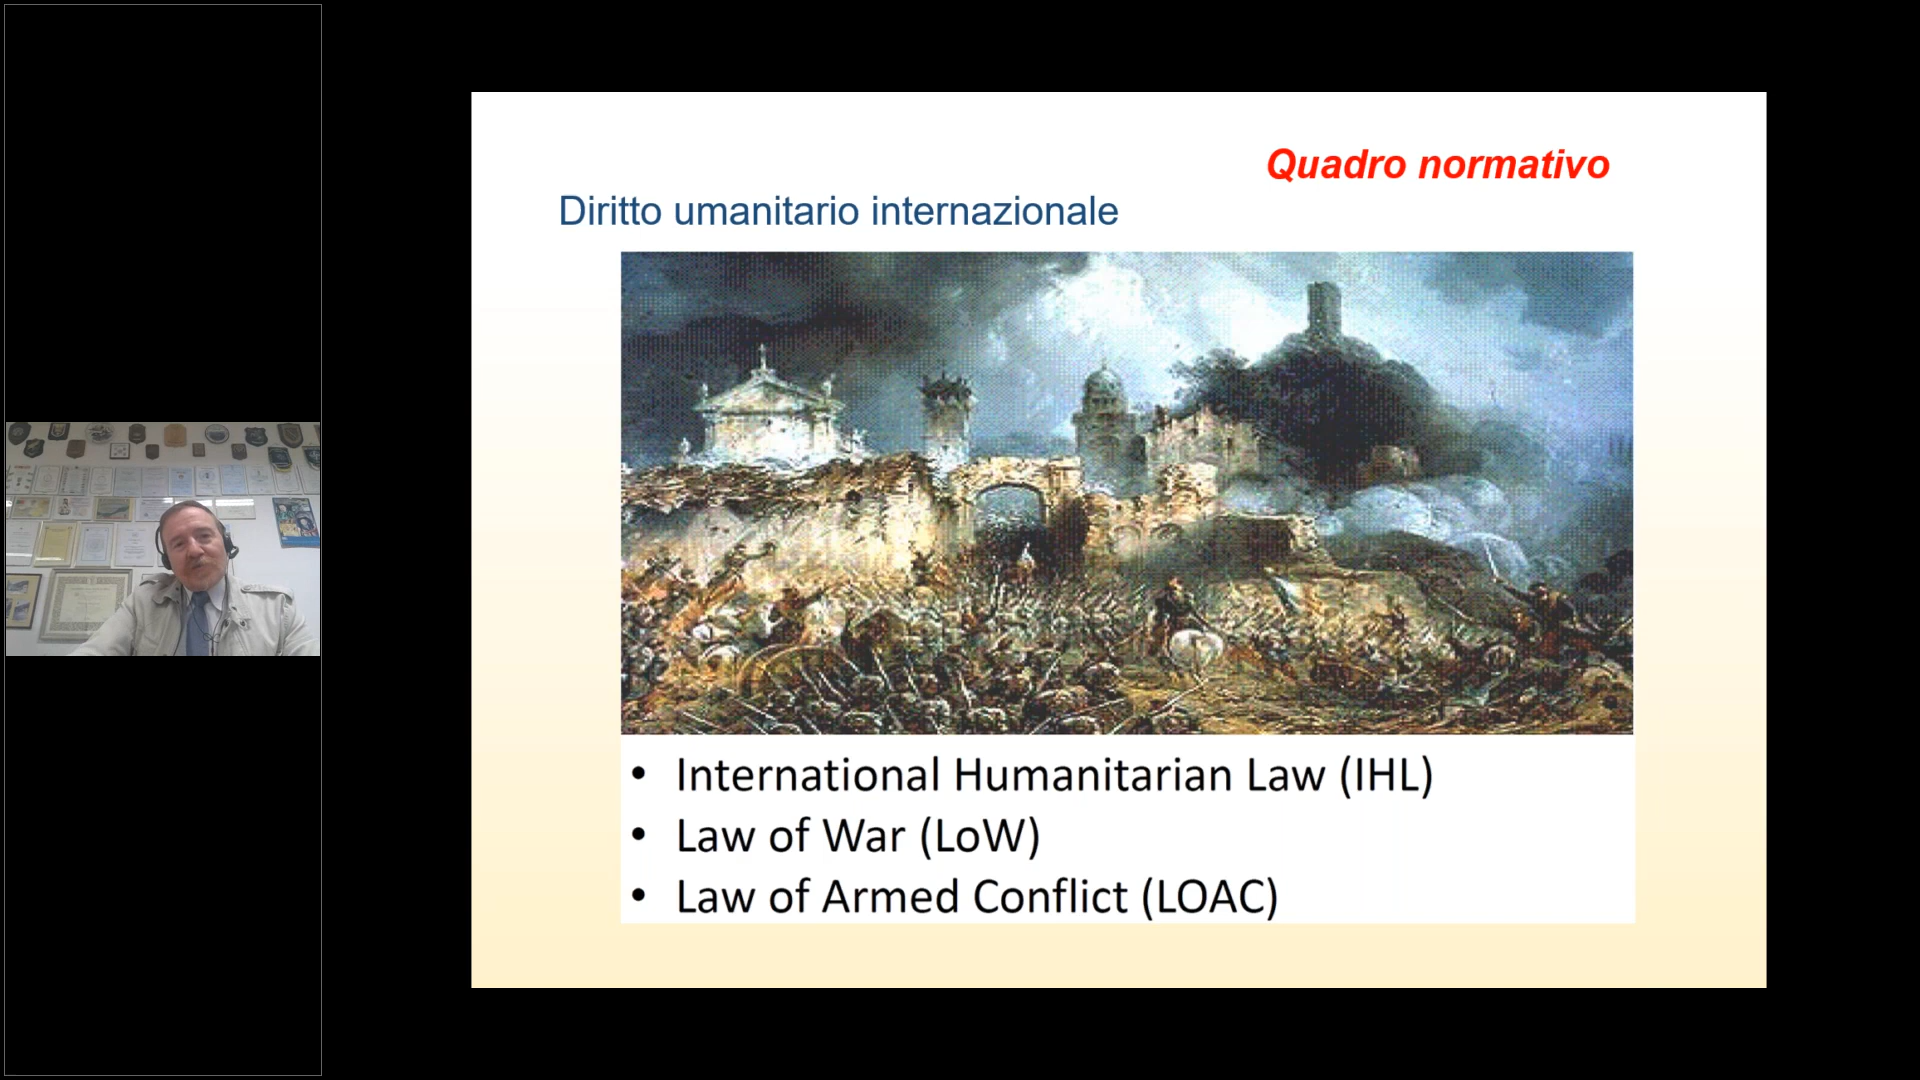 Quadro normativo
Diritto umanitario internazionale
• International Humanitarian Law (IHL)
• Law of War (LoW)
• Law of Armed Conflict (LOAC)